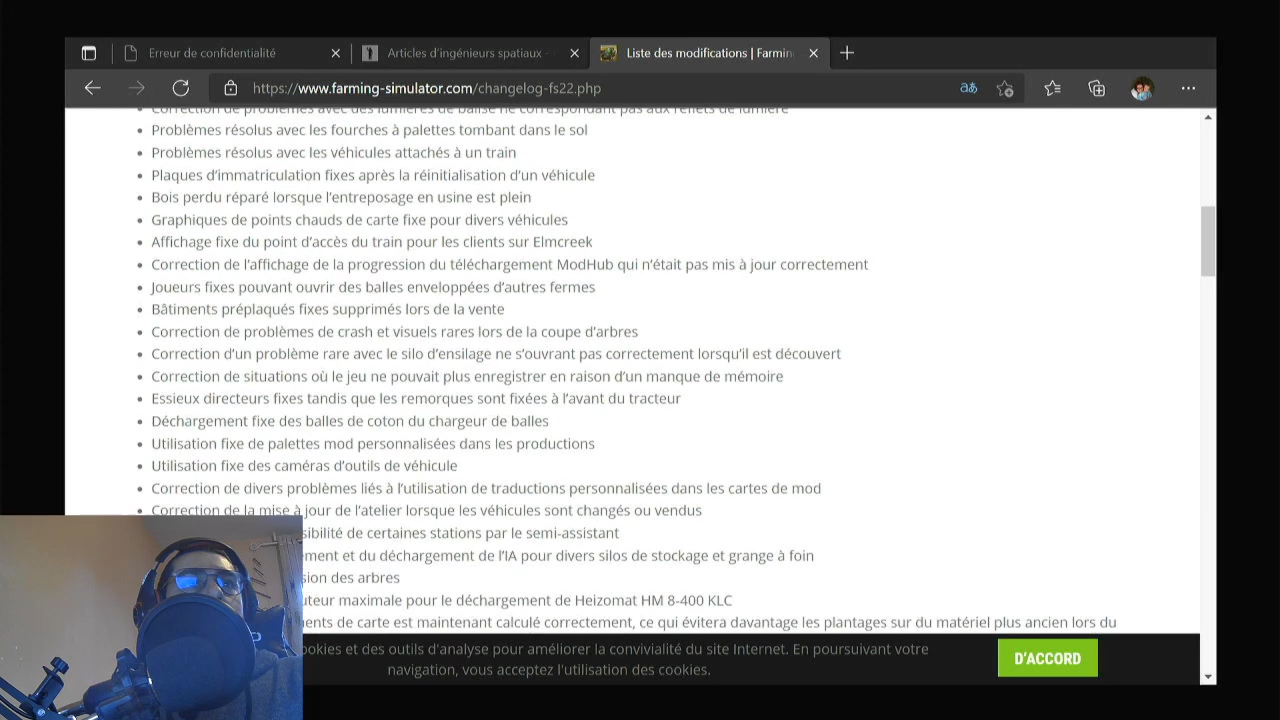 Erreur de confidentialité
Articles d'ingénieurs spatiaux -
Liste des modifications | Farmin
https://www.farming-simulator.com/changelog-fs22.php
Correction de problèmes avec des lumières de balise ne correspondant pas aux reflets de lumière
Problèmes résolus avec les fourches à palettes tombant dans le sol
Problèmes résolus avec les véhicules attachés à un train
Plaques d'immatriculation fixes après la réinitialisation d'un véhicule
Bois perdu réparé lorsque l'entreposage en usine est plein
Graphiques de points chauds de carte fixe pour divers véhicules
Affichage fixe du point d'accès du train pour les clients sur Elmcreek
Correction de l'affichage de la progression du téléchargement ModHub qui n'était pas mis à jour correctement
Joueurs fixes pouvant ouvrir des balles enveloppées d'autres fermes
Bâtiments préplaqués fixes supprimés lors de la vente
Correction de problèmes de crash et visuels rares lors de la coupe d'arbres
Correction d'un problème rare avec le silo d'ensilage ne s'ouvrant pas correctement lorsqu'il est découvert
Correction de situations où le jeu ne pouvait plus enregistrer en raison d'un manque de mémoire
Essieux directeurs fixes tandis que les remorques sont fixées à l'avant du tracteur
Déchargement fixe des balles de coton du chargeur de balles
Utilisation fixe de palettes mod personnalisées dans les productions
Utilisation fixe des caméras d'outils de véhicule
Correction de divers problèmes liés à l'utilisation de traductions personnalisées dans les cartes de mod
Correction de la mise à jour de l'atelier lorsque les véhicules sont changés ou vendus
sibilité de certaines stations par le semi-assistant
ement et du déchargement de l'IA pour divers silos de stockage et grange à foin
sion des arbres
uteur maximale pour le déchargement de Heizomat HM 8-400 KLC
ents de carte est maintenant calculé correctement, ce qui évitera davantage les plantages sur du matériel plus ancien lors du
okies et des outils d'analyse pour améliorer la convivialité du site Internet. En poursuivant votre
navigation, vous acceptez l'utilisation des cookies.
D'ACCORD